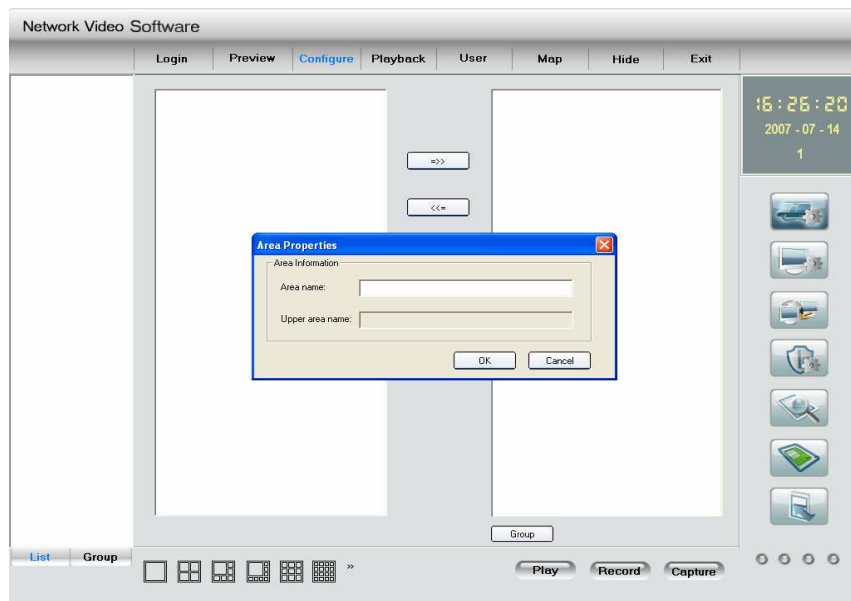 Network Video Software
Login Preview Configure Playback User Map Hide Exit
16:26:20
2007 - 07 - 14
1
=>>
<<=
Area Properties
Area Information
Area name:
Upper area name:
OK Cancel
Group
List Group
»
Play Record Capture